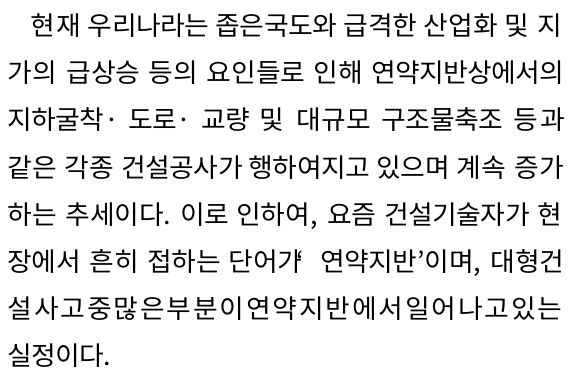 현재 우리나라는 좁은국도와 급격한 산업화 및 지
가의 급상승 등의 요인들로 인해 연약지반상에서의
지하굴착· 도로· 교량 및 대규모 구조물축조 등과
같은 각종 건설공사가 행하여지고 있으며 계속 증가
하는 추세이다. 이로 인하여, 요즘 건설기술자가 현
장에서 흔히 접하는 단어가‘ 연약지반’이며, 대형건
설사고중많은부분이연약지반에서일어나고있는
실정이다.